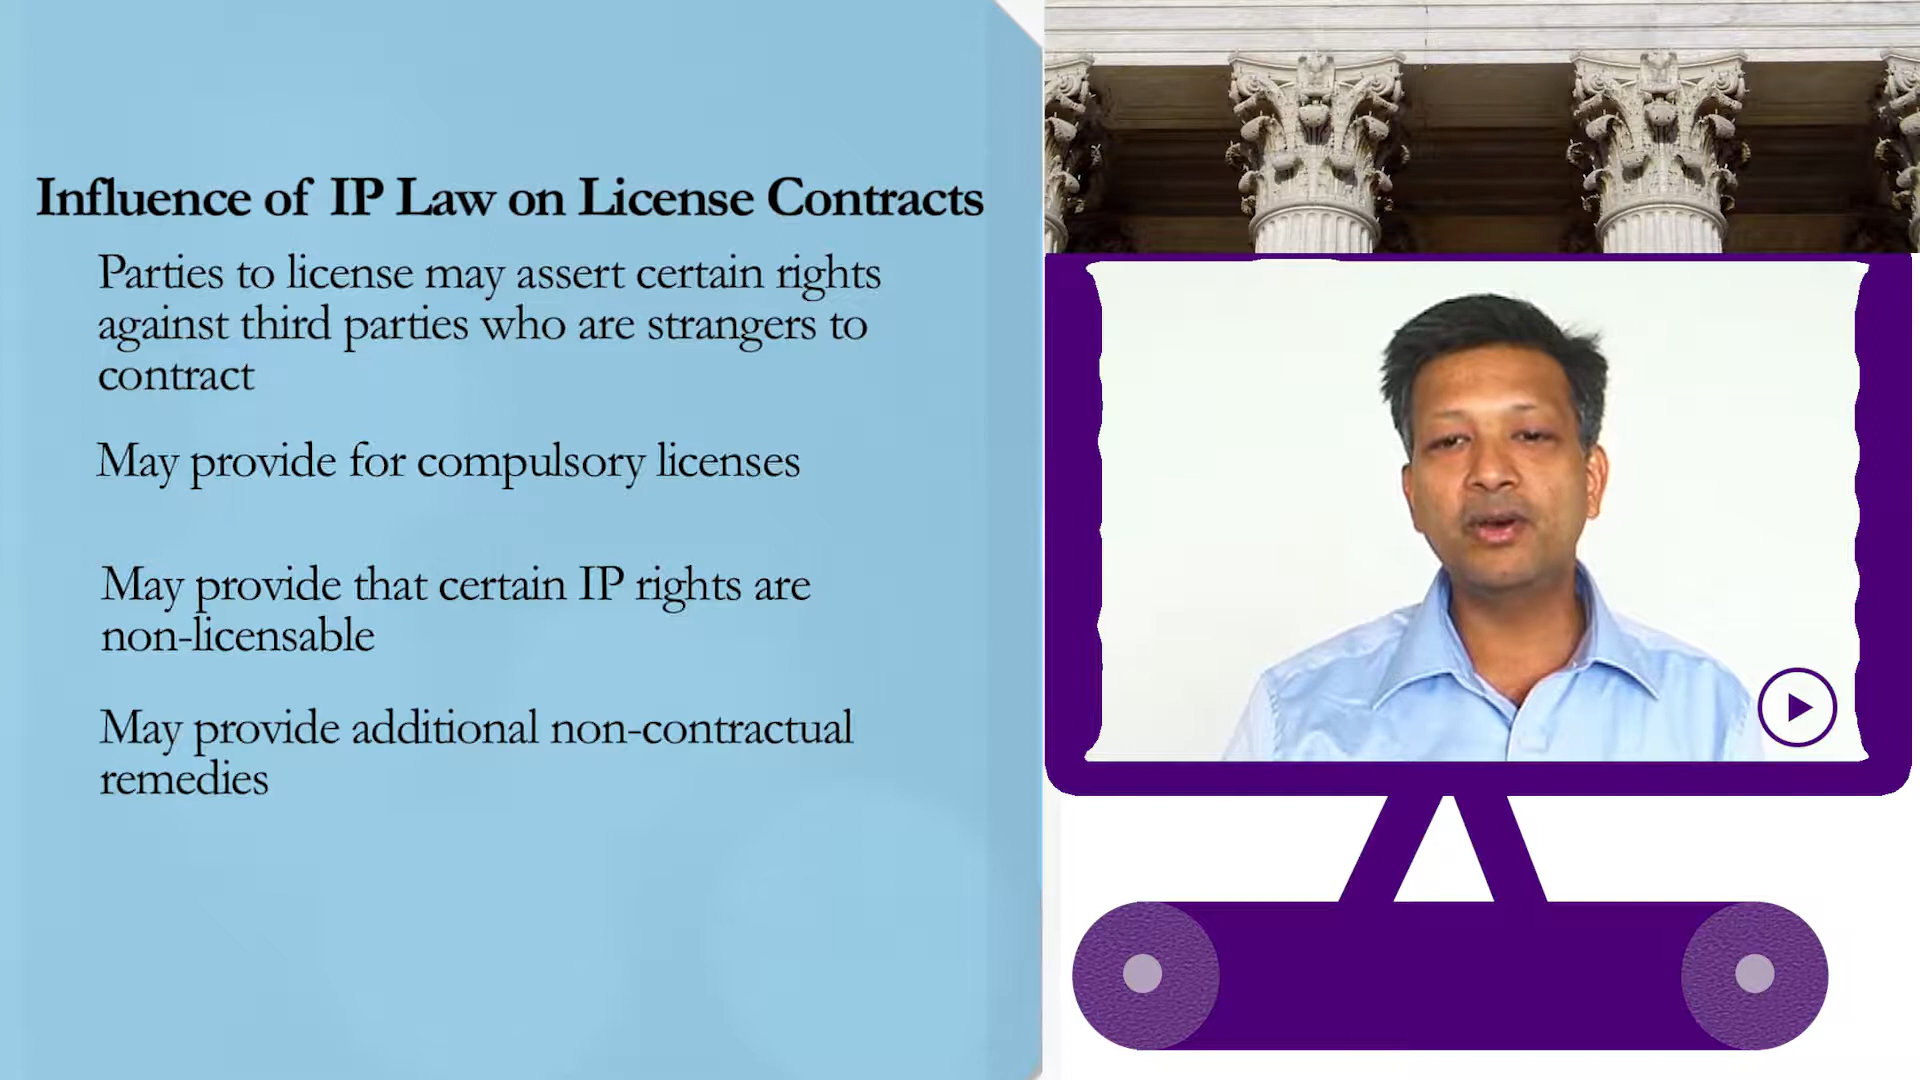 Influence of IP Law on License Contracts
Parties to license may assert certain rights
against third parties who are strangers to
contract
May provide for compulsory licenses
May provide that certain IP rights are
non-licensable
May provide additional non-contractual
remedies